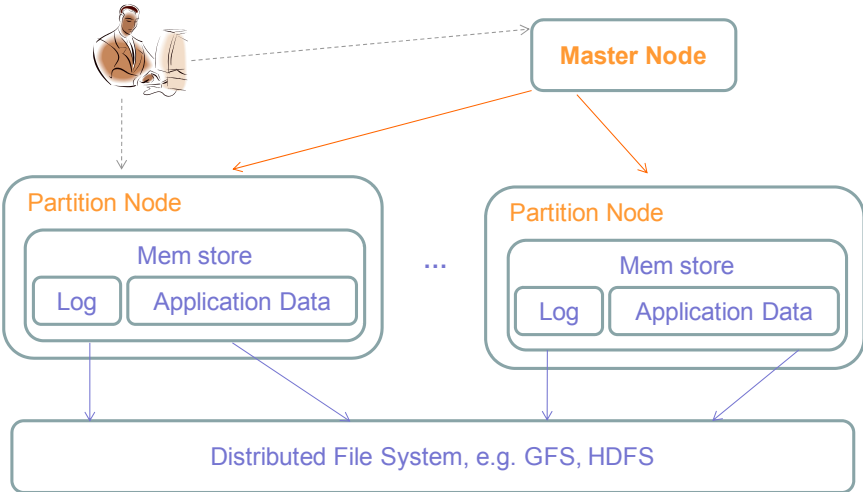 Master Node
Partition Node
Mem store
Log
Application Data
...
Partition Node
Mem store
Log
Application Data
Distributed File System, e.g. GFS, HDFS